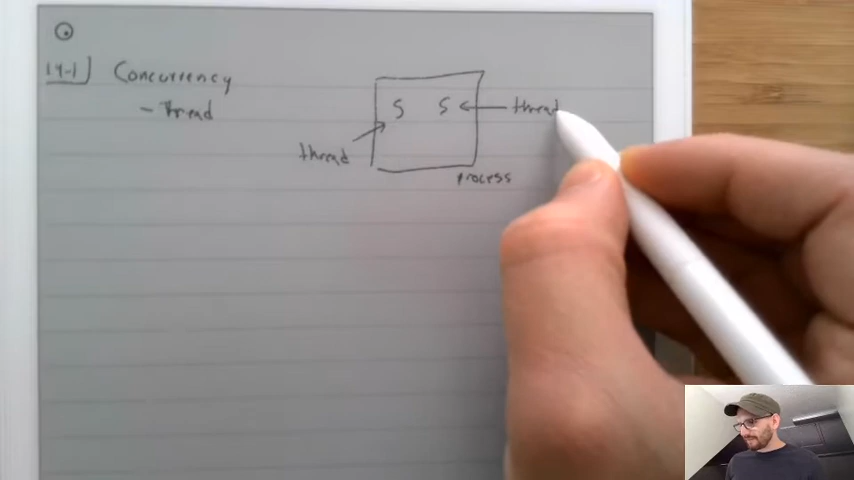 14-1] Concurrency
- Thread
S S ← thread
thread
process